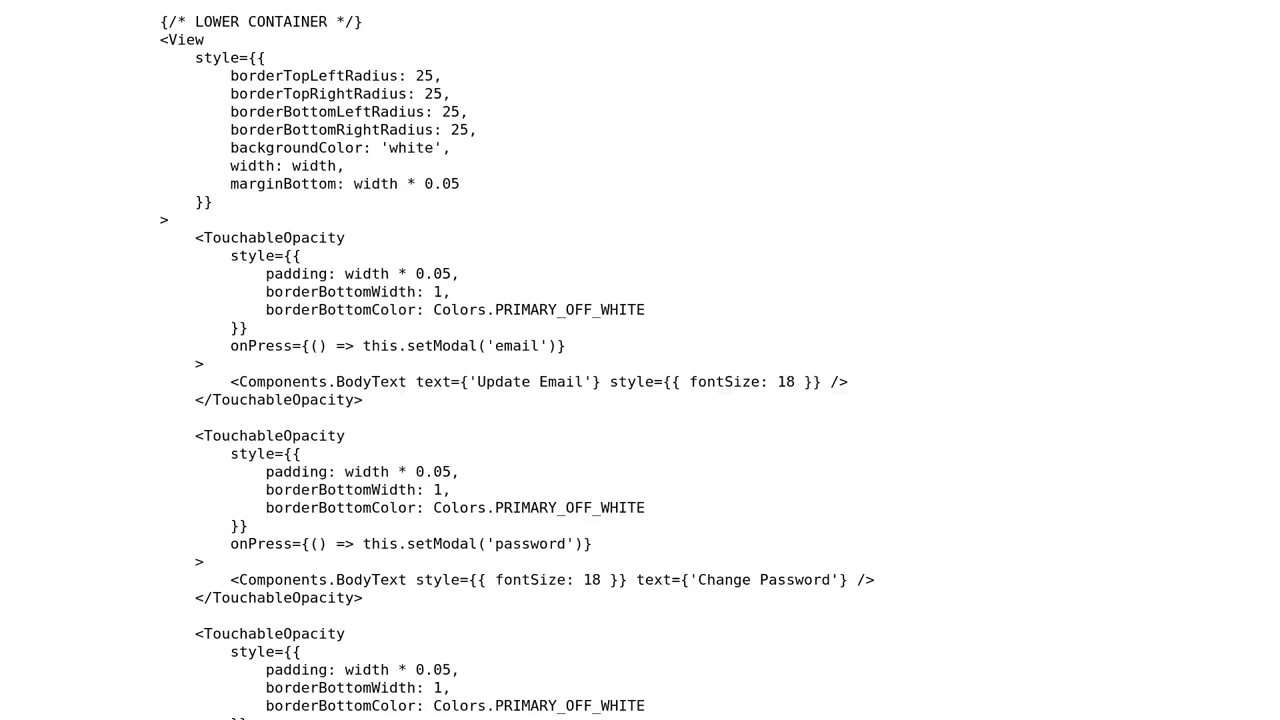 {/* LOWER CONTAINER */}
<View
    style={{
        borderTopLeftRadius: 25,
        borderTopRightRadius: 25,
        borderBottomLeftRadius: 25,
        borderBottomRightRadius: 25,
        backgroundColor: 'white',
        width: width,
        marginBottom: width * 0.05
    }}
>
    <TouchableOpacity
        style={{
            padding: width * 0.05,
            borderBottomWidth: 1,
            borderBottomColor: Colors.PRIMARY_OFF_WHITE
        }}
        onPress={() => this.setModal('email')}
    >
        <Components.BodyText text={'Update Email'} style={{ fontSize: 18 }} />
    </TouchableOpacity>

    <TouchableOpacity
        style={{
            padding: width * 0.05,
            borderBottomWidth: 1,
            borderBottomColor: Colors.PRIMARY_OFF_WHITE
        }}
        onPress={() => this.setModal('password')}
    >
        <Components.BodyText style={{ fontSize: 18 }} text={'Change Password'} />
    </TouchableOpacity>

    <TouchableOpacity
        style={{
            padding: width * 0.05,
            borderBottomWidth: 1,
            borderBottomColor: Colors.PRIMARY_OFF_WHITE
        }}